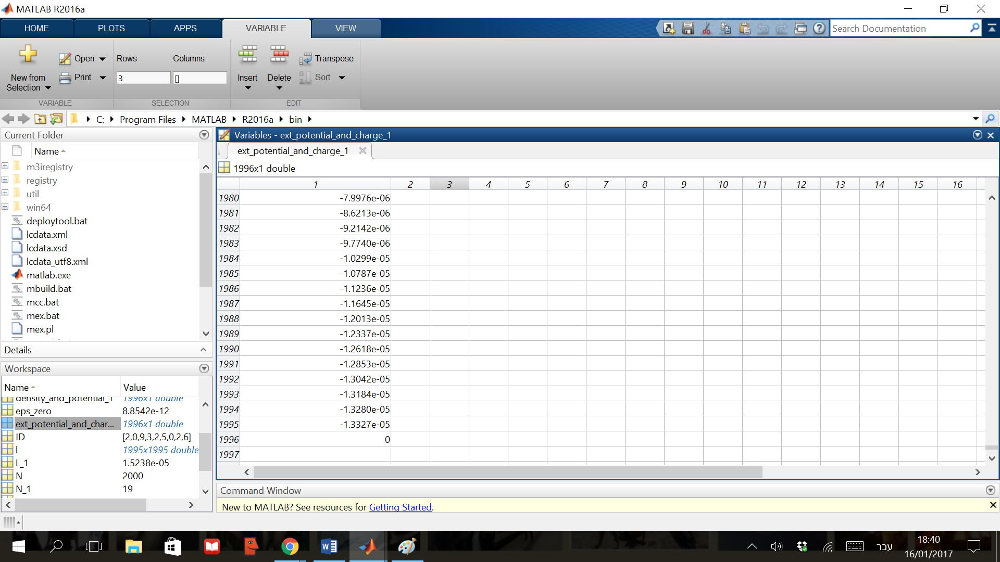 MATLAB R2016a
HOME PLOTS APPS VARIABLE VIEW
Search Documentation
New from Selection
Open
Print
Rows Columns
3 []
Insert
Delete
Transpose
Sort
VARIABLE SELECTION EDIT
C: Program Files MATLAB R2016a bin
Current Folder
Name
m3iregistry
registry
util
win64
deploytool.bat
lcdata.xml
lcdata.xsd
lcdata_utf8.xml
matlab.exe
mbuild.bat
mcc.bat
mex.bat
mex.pl
Details
Workspace
Name Value
density_and_potential_1 1996x1 double
eps_zero 8.8542e-12
ext_potential_and_char... 1996x1 double
ID [2,0,9,3,2,5,0,2,6]
I 1995x1995 double
L_1 1.5238e-05
N 2000
N_1 19
Variables - ext_potential_and_charge_1
ext_potential_and_charge_1
1996x1 double
1 2 3 4 5 6 7 8 9 10 11 12 13 14 15 16
1980 -7.9976e-06
1981 -8.6213e-06
1982 -9.2142e-06
1983 -9.7740e-06
1984 -1.0299e-05
1985 -1.0787e-05
1986 -1.1236e-05
1987 -1.1645e-05
1988 -1.2013e-05
1989 -1.2337e-05
1990 -1.2618e-05
1991 -1.2853e-05
1992 -1.3042e-05
1993 -1.3184e-05
1994 -1.3280e-05
1995 -1.3327e-05
1996 0
1997
Command Window
New to MATLAB? See resources for Getting Started.
עבר
18:40
16/01/2017